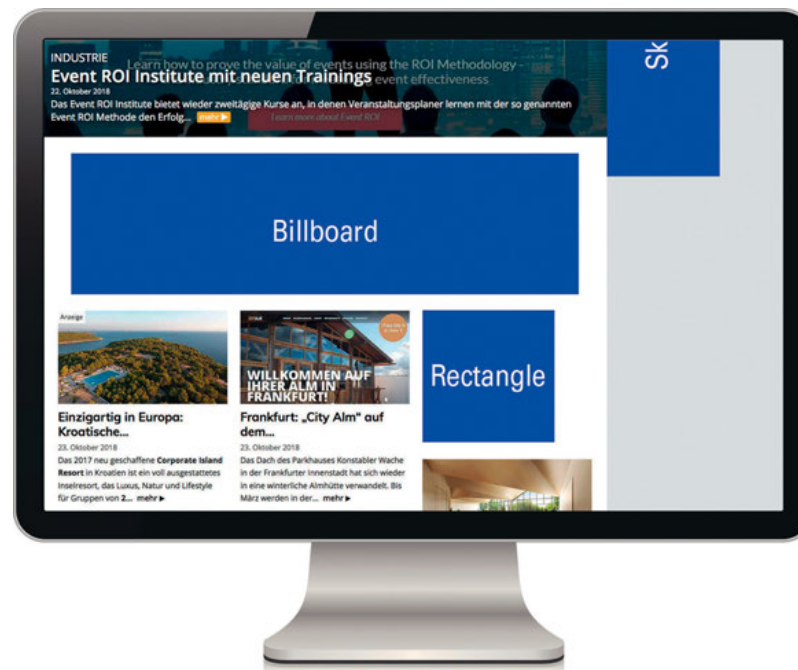 INDUSTRIE
Learn how to prove the value of events using the ROI Methodology -
Event ROI Institute mit neuen Trainings
event effectiveness
22. Oktober 2018
Das Event ROI Institute bietet wieder zweitägige Kurse an, in denen Veranstaltungsplaner lernen mit der so genannten
Event ROI Methode den Erfolg... mehr ▶
Learn more about Event ROI
Sk
Billboard
Anzeige
WILLKOMMEN AUF
IHRER ALM IN
FRANKFURT!
Rectangle
Einzigartig in Europa:
Kroatische...
23. Oktober 2018
Das 2017 neu geschaffene Corporate Island
Resort in Kroatien ist ein voll ausgestattetes
Inselresort, das Luxus, Natur und Lifestyle
für Gruppen von 2... mehr ▶
Frankfurt: „City Alm“ auf
dem...
23. Oktober 2018
Das Dach des Parkhauses Konstabler Wache
in der Frankfurter Innenstadt hat sich wieder
in eine winterliche Almhütte verwandelt. Bis
März werden in der... mehr ▶